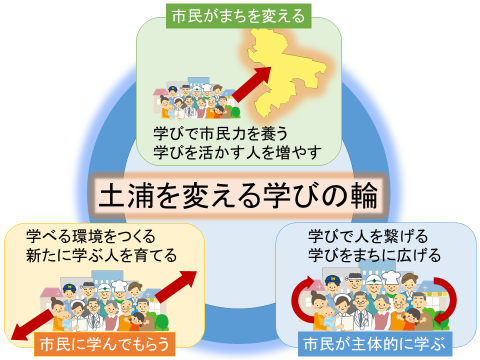 市民がまちを変える
学びで市民力を養う
学びを活かす人を増やす
土浦を変える学びの輪
学べる環境をつくる
新たに学ぶ人を育てる
市民に学んでもらう
学びで人を繋げる
学びをまちに広げる
市民が主体的に学ぶ